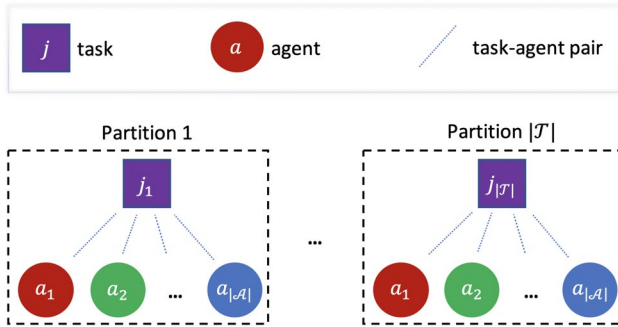 j task a agent task-agent pair
Partition 1 Partition |𝒯|
j₁ j|𝒯|
...
a₁ a₂ ... a|𝒜| a₁ a₂ ... a|𝒜|